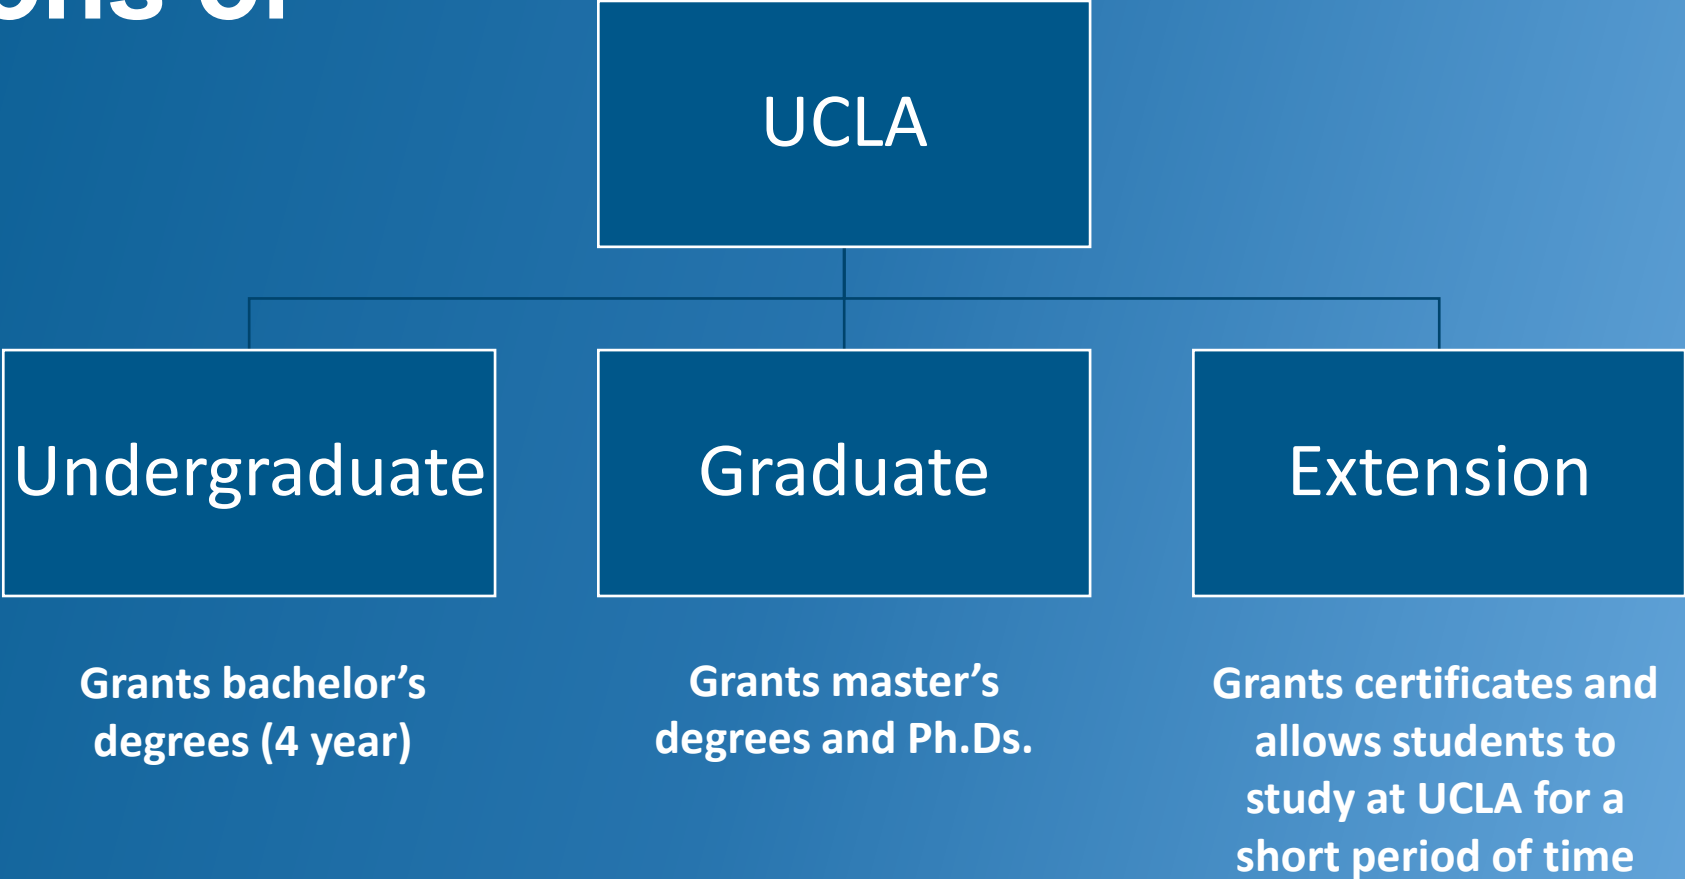 UCLA
Undergraduate
Graduate
Extension
Grants bachelor’s
degrees (4 year)
Grants master’s
degrees and Ph.Ds.
Grants certificates and
allows students to
study at UCLA for a
short period of time